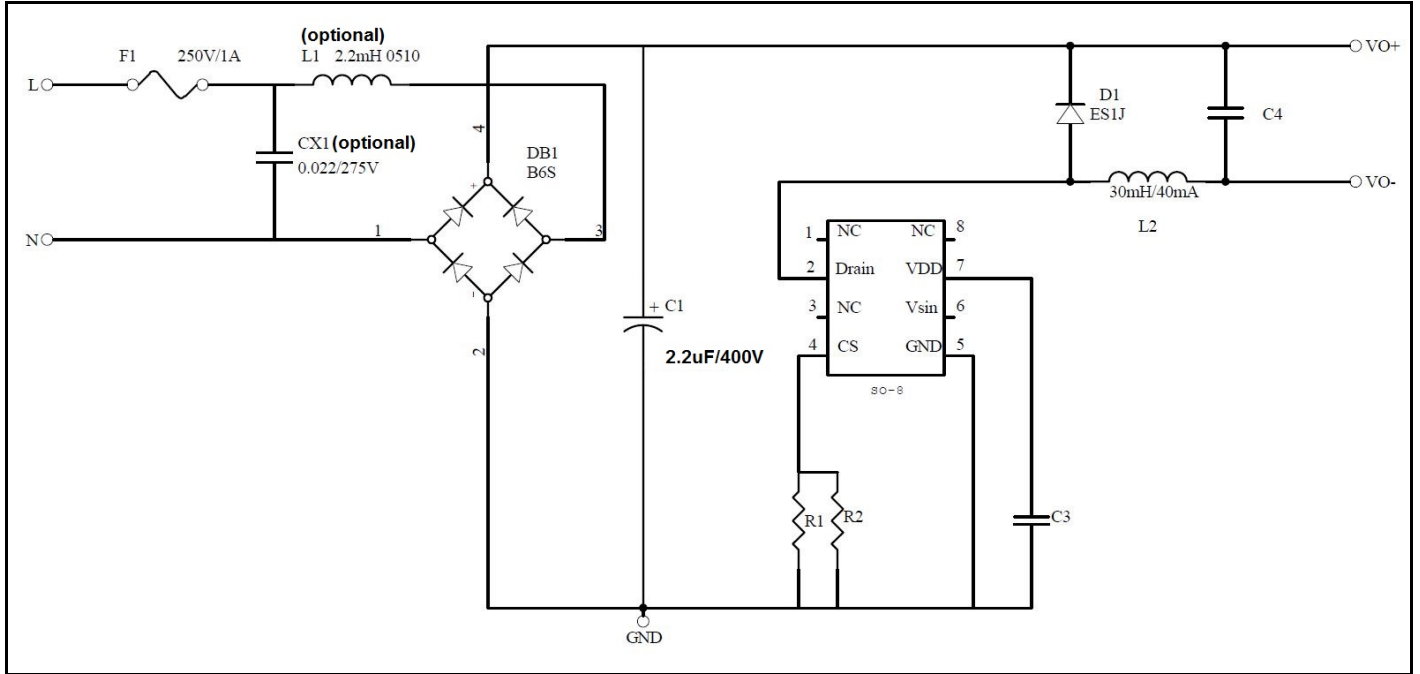 (optional)
F1 250V/1A L1 2.2mH 0510
L
CX1(optional)
0.022/275V
N
4
DB1
B6S
+
1
3
-
2
+ C1
2.2uF/400V
VO+
D1
ES1J
C4
30mH/40mA
L2
VO-
1 NC NC 8
2 Drain VDD 7
3 NC Vsin 6
4 CS GND 5
SO-8
R1 R2
C3
GND